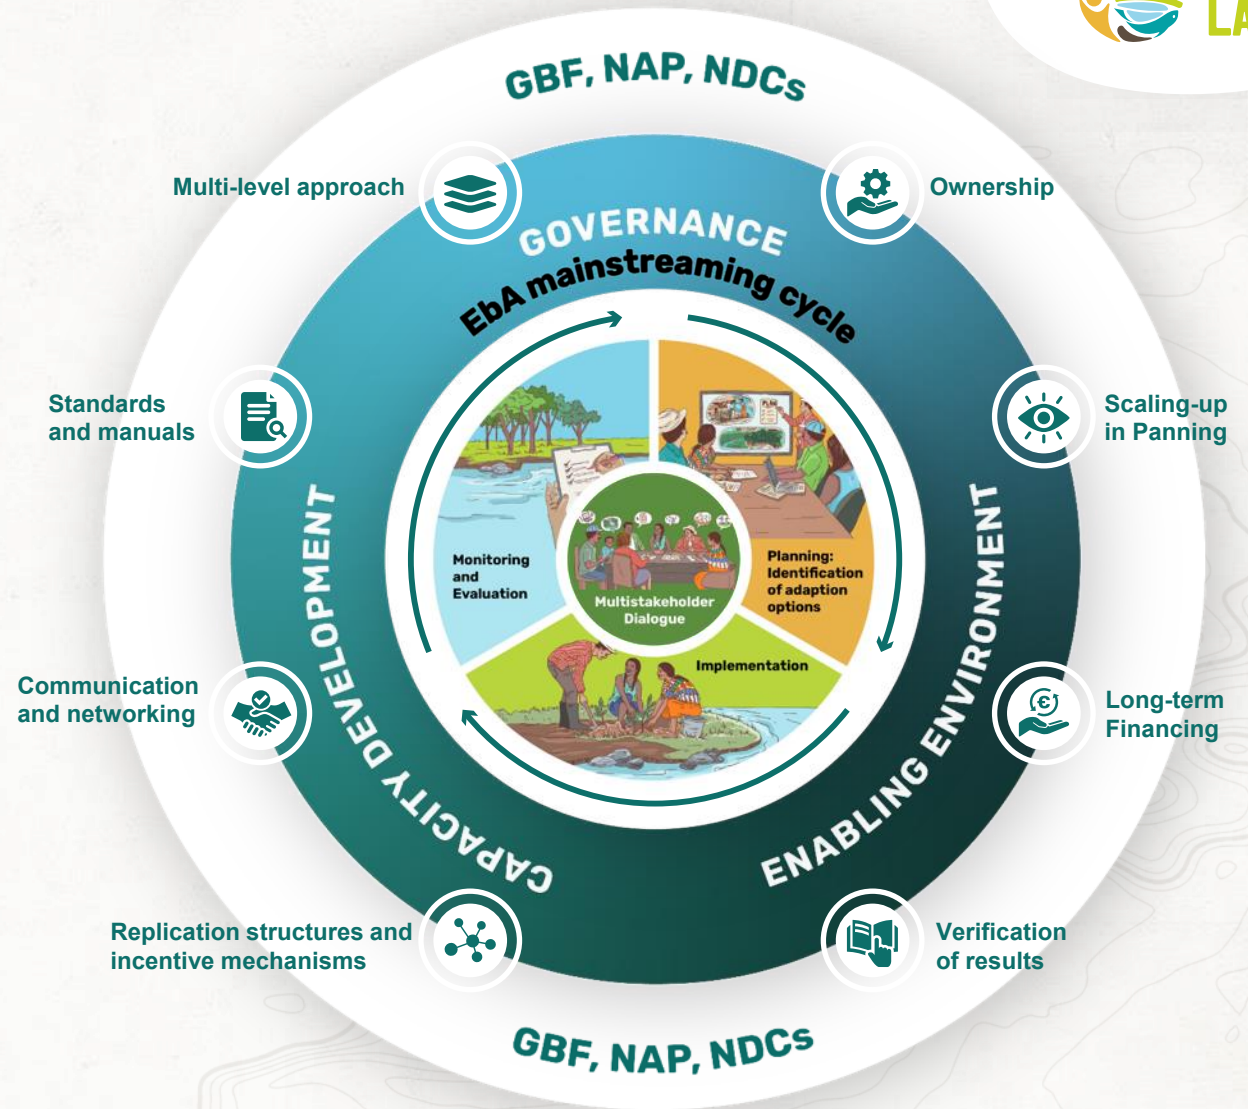 LA
GBF, NAP, NDCs
Multi-level approach
Ownership
GOVERNANCE
EbA mainstreaming cycle
Standards
and manuals
Scaling-up
in Panning
Monitoring
and
Evaluation
Planning:
Identification
of adaption
options
Multistakeholder
Dialogue
Implementation
CAPACITY DEVELOPMENT
ENABLING ENVIRONMENT
Communication
and networking
Long-term
Financing
Replication structures and
incentive mechanisms
Verification
of results
GBF, NAP, NDCs